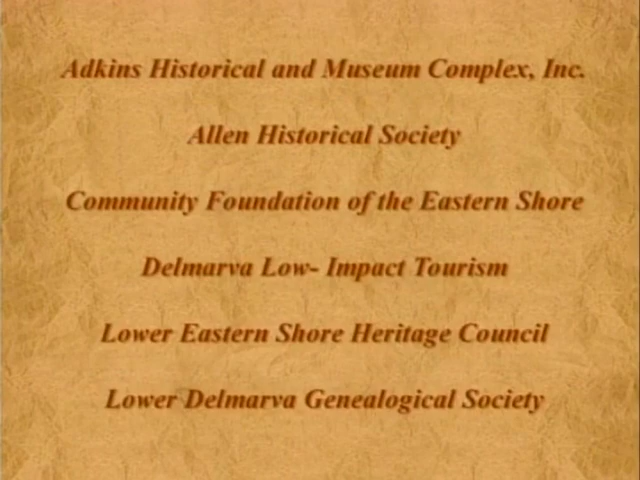 Adkins Historical and Museum Complex, Inc.
Allen Historical Society
Community Foundation of the Eastern Shore
Delmarva Low- Impact Tourism
Lower Eastern Shore Heritage Council
Lower Delmarva Genealogical Society